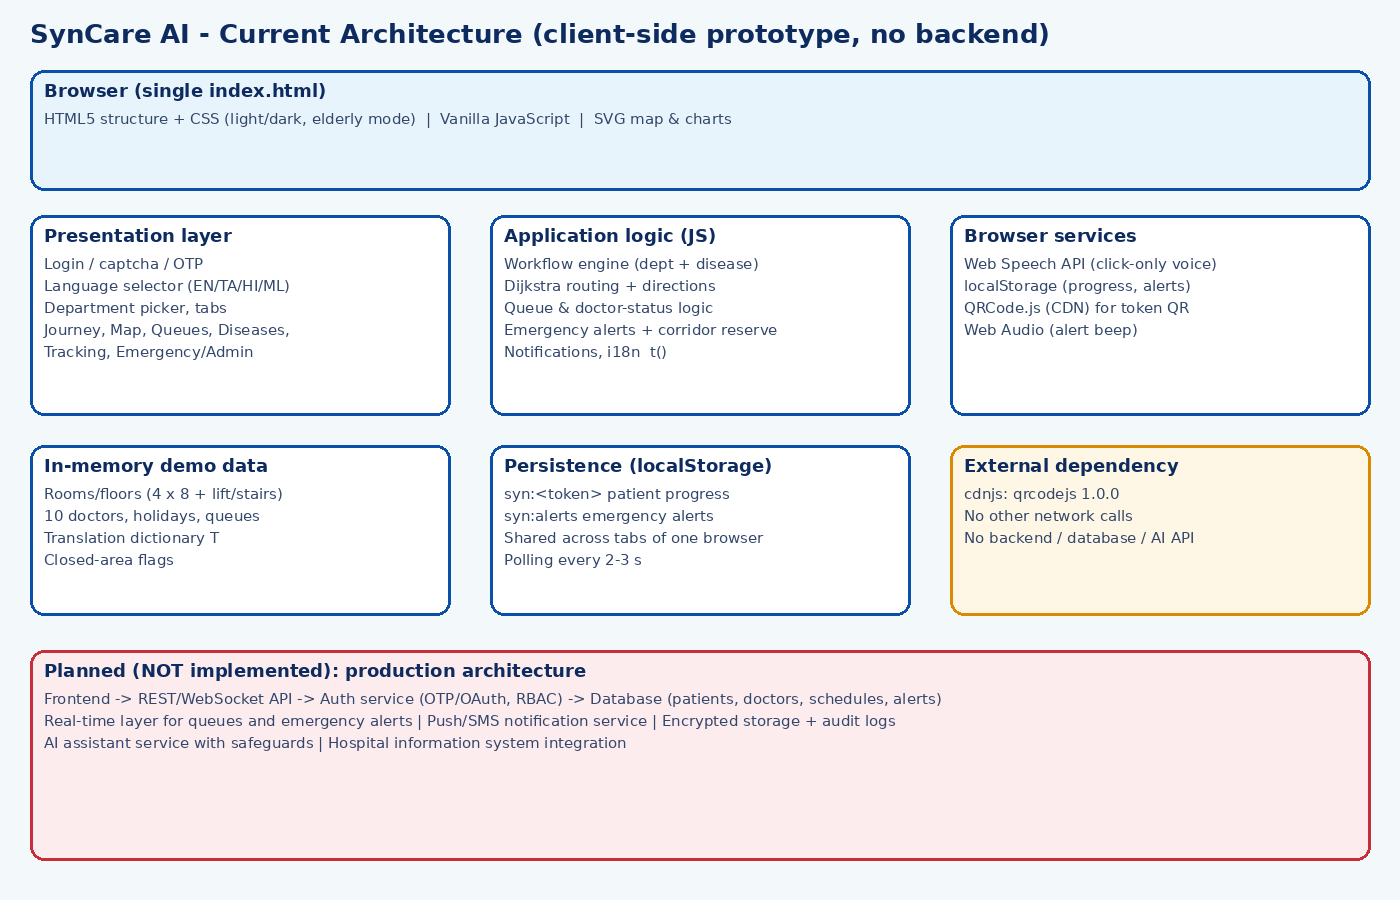 SynCare AI - Current Architecture (client-side prototype, no backend)
Browser (single index.html)
HTML5 structure + CSS (light/dark, elderly mode)  |  Vanilla JavaScript  |  SVG map & charts
Presentation layer
Login / captcha / OTP
Language selector (EN/TA/HI/ML)
Department picker, tabs
Journey, Map, Queues, Diseases,
Tracking, Emergency/Admin
Application logic (JS)
Workflow engine (dept + disease)
Dijkstra routing + directions
Queue & doctor-status logic
Emergency alerts + corridor reserve
Notifications, i18n  t()
Browser services
Web Speech API (click-only voice)
localStorage (progress, alerts)
QRCode.js (CDN) for token QR
Web Audio (alert beep)
In-memory demo data
Rooms/floors (4 x 8 + lift/stairs)
10 doctors, holidays, queues
Translation dictionary T
Closed-area flags
Persistence (localStorage)
syn:<token> patient progress
syn:alerts emergency alerts
Shared across tabs of one browser
Polling every 2-3 s
External dependency
cdnjs: qrcodejs 1.0.0
No other network calls
No backend / database / AI API
Planned (NOT implemented): production architecture
Frontend -> REST/WebSocket API -> Auth service (OTP/OAuth, RBAC) -> Database (patients, doctors, schedules, alerts)
Real-time layer for queues and emergency alerts | Push/SMS notification service | Encrypted storage + audit logs
AI assistant service with safeguards | Hospital information system integration